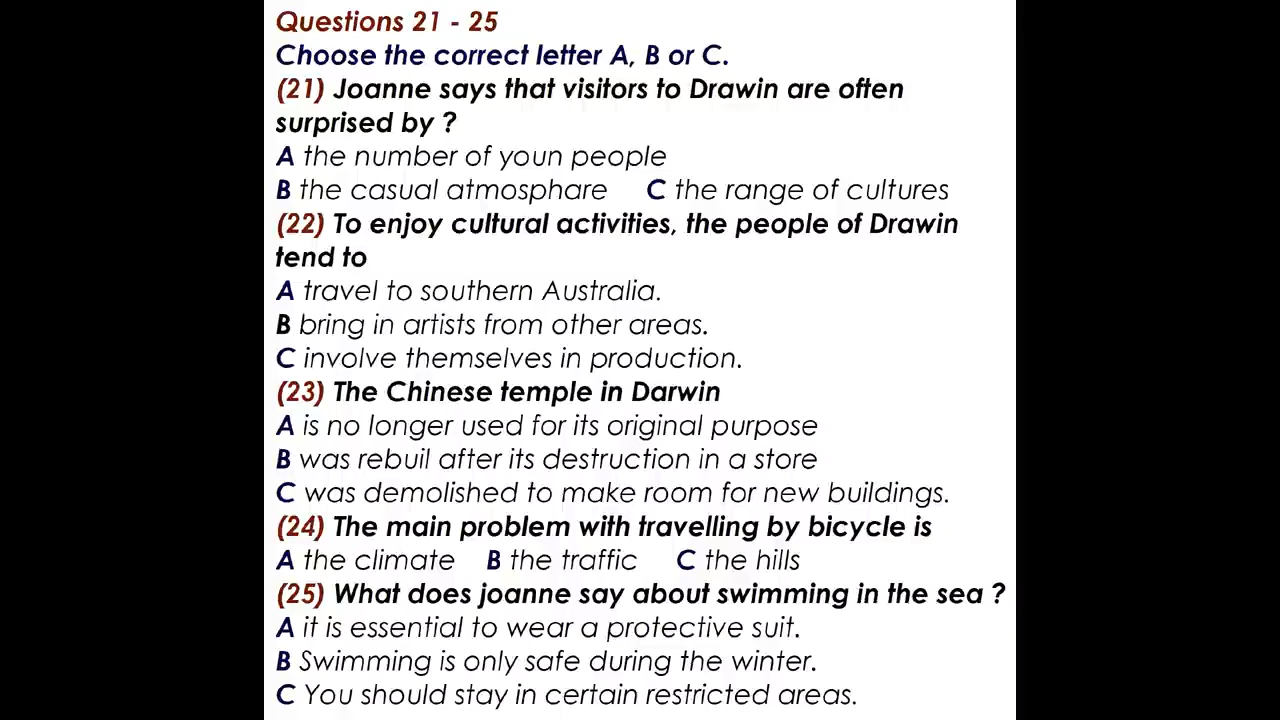 Questions 21 - 25
Choose the correct letter A, B or C.
(21) Joanne says that visitors to Drawin are often
surprised by ?
A the number of youn people
B the casual atmosphare C the range of cultures
(22) To enjoy cultural activities, the people of Drawin
tend to
A travel to southern Australia.
B bring in artists from other areas.
C involve themselves in production.
(23) The Chinese temple in Darwin
A is no longer used for its original purpose
B was rebuil after its destruction in a store
C was demolished to make room for new buildings.
(24) The main problem with travelling by bicycle is
A the climate B the traffic C the hills
(25) What does joanne say about swimming in the sea ?
A it is essential to wear a protective suit.
B Swimming is only safe during the winter.
C You should stay in certain restricted areas.